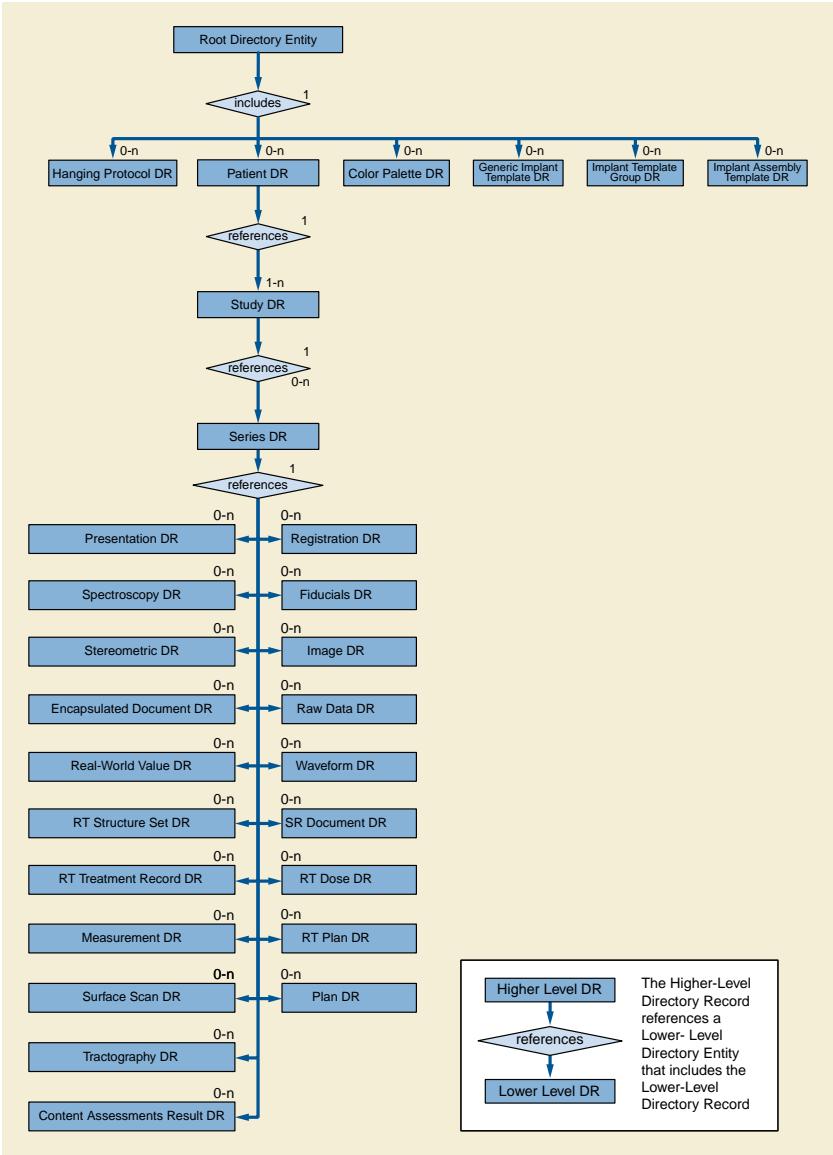 Root Directory Entity
1
includes
0-n
0-n
0-n
0-n
0-n
0-n
Hanging Protocol DR
Patient DR
Color Palette DR
Generic Implant
Template DR
Implant Template
Group DR
Implant Assembly
Template DR
1
references
1-n
Study DR
1
references
0-n
Series DR
1
references
0-n
0-n
Presentation DR
Registration DR
0-n
0-n
Spectroscopy DR
Fiducials DR
0-n
0-n
Stereometric DR
Image DR
0-n
0-n
Encapsulated Document DR
Raw Data DR
0-n
0-n
Real-World Value DR
Waveform DR
0-n
0-n
RT Structure Set DR
SR Document DR
0-n
0-n
RT Treatment Record DR
RT Dose DR
0-n
0-n
Measurement DR
RT Plan DR
0-n
0-n
Surface Scan DR
Plan DR
0-n
Tractography DR
0-n
Content Assessments Result DR
Higher Level DR
references
Lower Level DR
The Higher-Level
Directory Record
references a
Lower- Level
Directory Entity
that includes the
Lower-Level
Directory Record